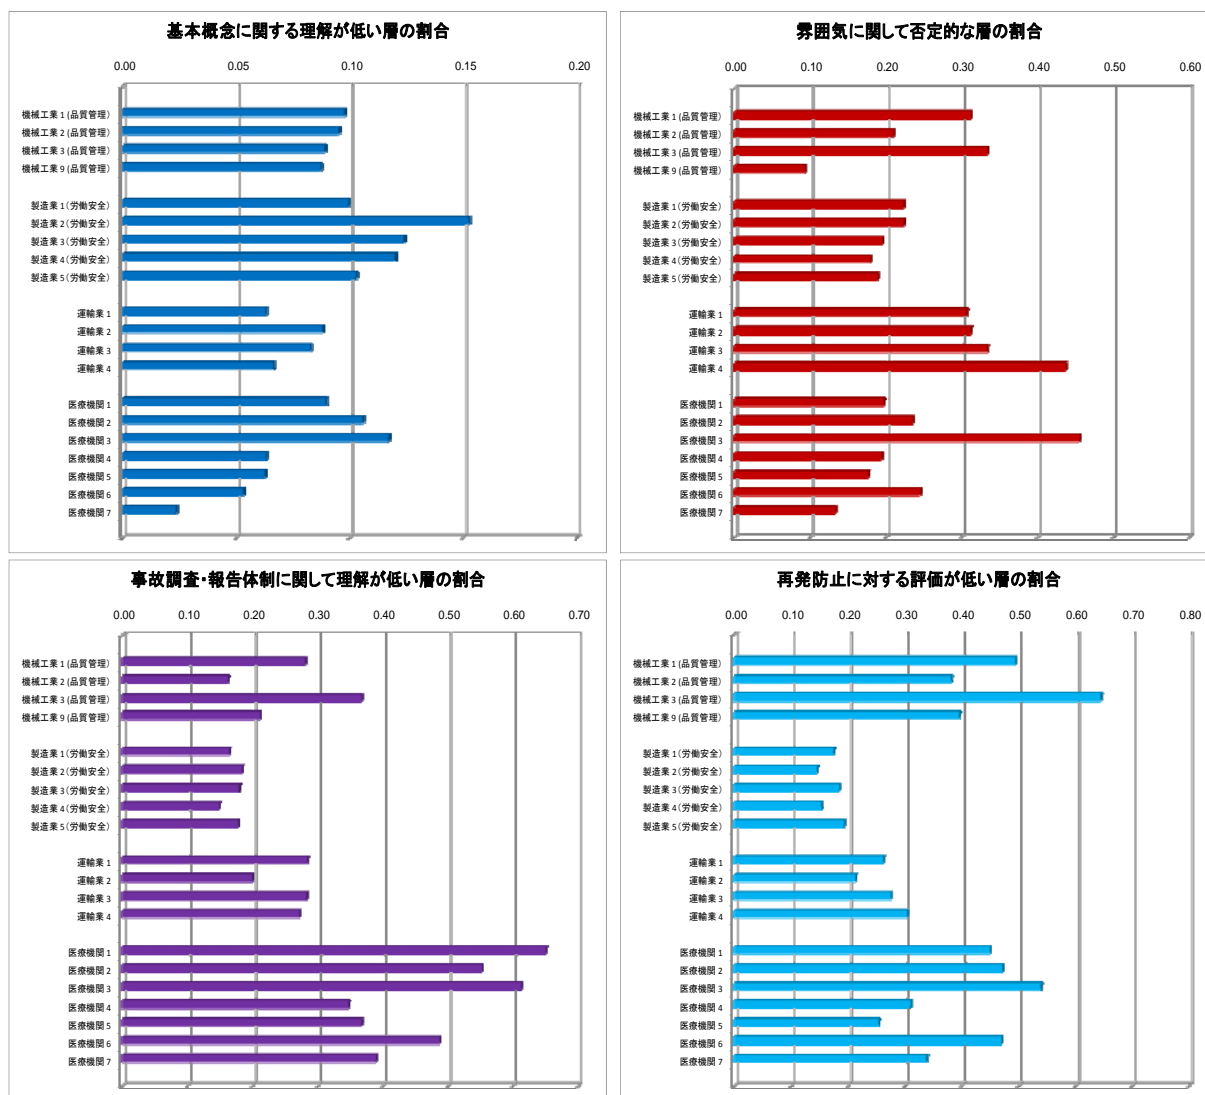 基本概念に関する理解が低い層の割合
0.00 0.05 0.10 0.15 0.20
機械工業1(品質管理)
機械工業2(品質管理)
機械工業3(品質管理)
機械工業9(品質管理)
製造業1(労働安全)
製造業2(労働安全)
製造業3(労働安全)
製造業4(労働安全)
製造業5(労働安全)
運輸業1
運輸業2
運輸業3
運輸業4
医療機関1
医療機関2
医療機関3
医療機関4
医療機関5
医療機関6
医療機関7
雰囲気に関して否定的な層の割合
0.00 0.10 0.20 0.30 0.40 0.50 0.60
機械工業1(品質管理)
機械工業2(品質管理)
機械工業3(品質管理)
機械工業9(品質管理)
製造業1(労働安全)
製造業2(労働安全)
製造業3(労働安全)
製造業4(労働安全)
製造業5(労働安全)
運輸業1
運輸業2
運輸業3
運輸業4
医療機関1
医療機関2
医療機関3
医療機関4
医療機関5
医療機関6
医療機関7
事故調査・報告体制に関して理解が低い層の割合
0.00 0.10 0.20 0.30 0.40 0.50 0.60 0.70
機械工業1(品質管理)
機械工業2(品質管理)
機械工業3(品質管理)
機械工業9(品質管理)
製造業1(労働安全)
製造業2(労働安全)
製造業3(労働安全)
製造業4(労働安全)
製造業5(労働安全)
運輸業1
運輸業2
運輸業3
運輸業4
医療機関1
医療機関2
医療機関3
医療機関4
医療機関5
医療機関6
医療機関7
再発防止に対する評価が低い層の割合
0.00 0.10 0.20 0.30 0.40 0.50 0.60 0.70 0.80
機械工業1(品質管理)
機械工業2(品質管理)
機械工業3(品質管理)
機械工業9(品質管理)
製造業1(労働安全)
製造業2(労働安全)
製造業3(労働安全)
製造業4(労働安全)
製造業5(労働安全)
運輸業1
運輸業2
運輸業3
運輸業4
医療機関1
医療機関2
医療機関3
医療機関4
医療機関5
医療機関6
医療機関7